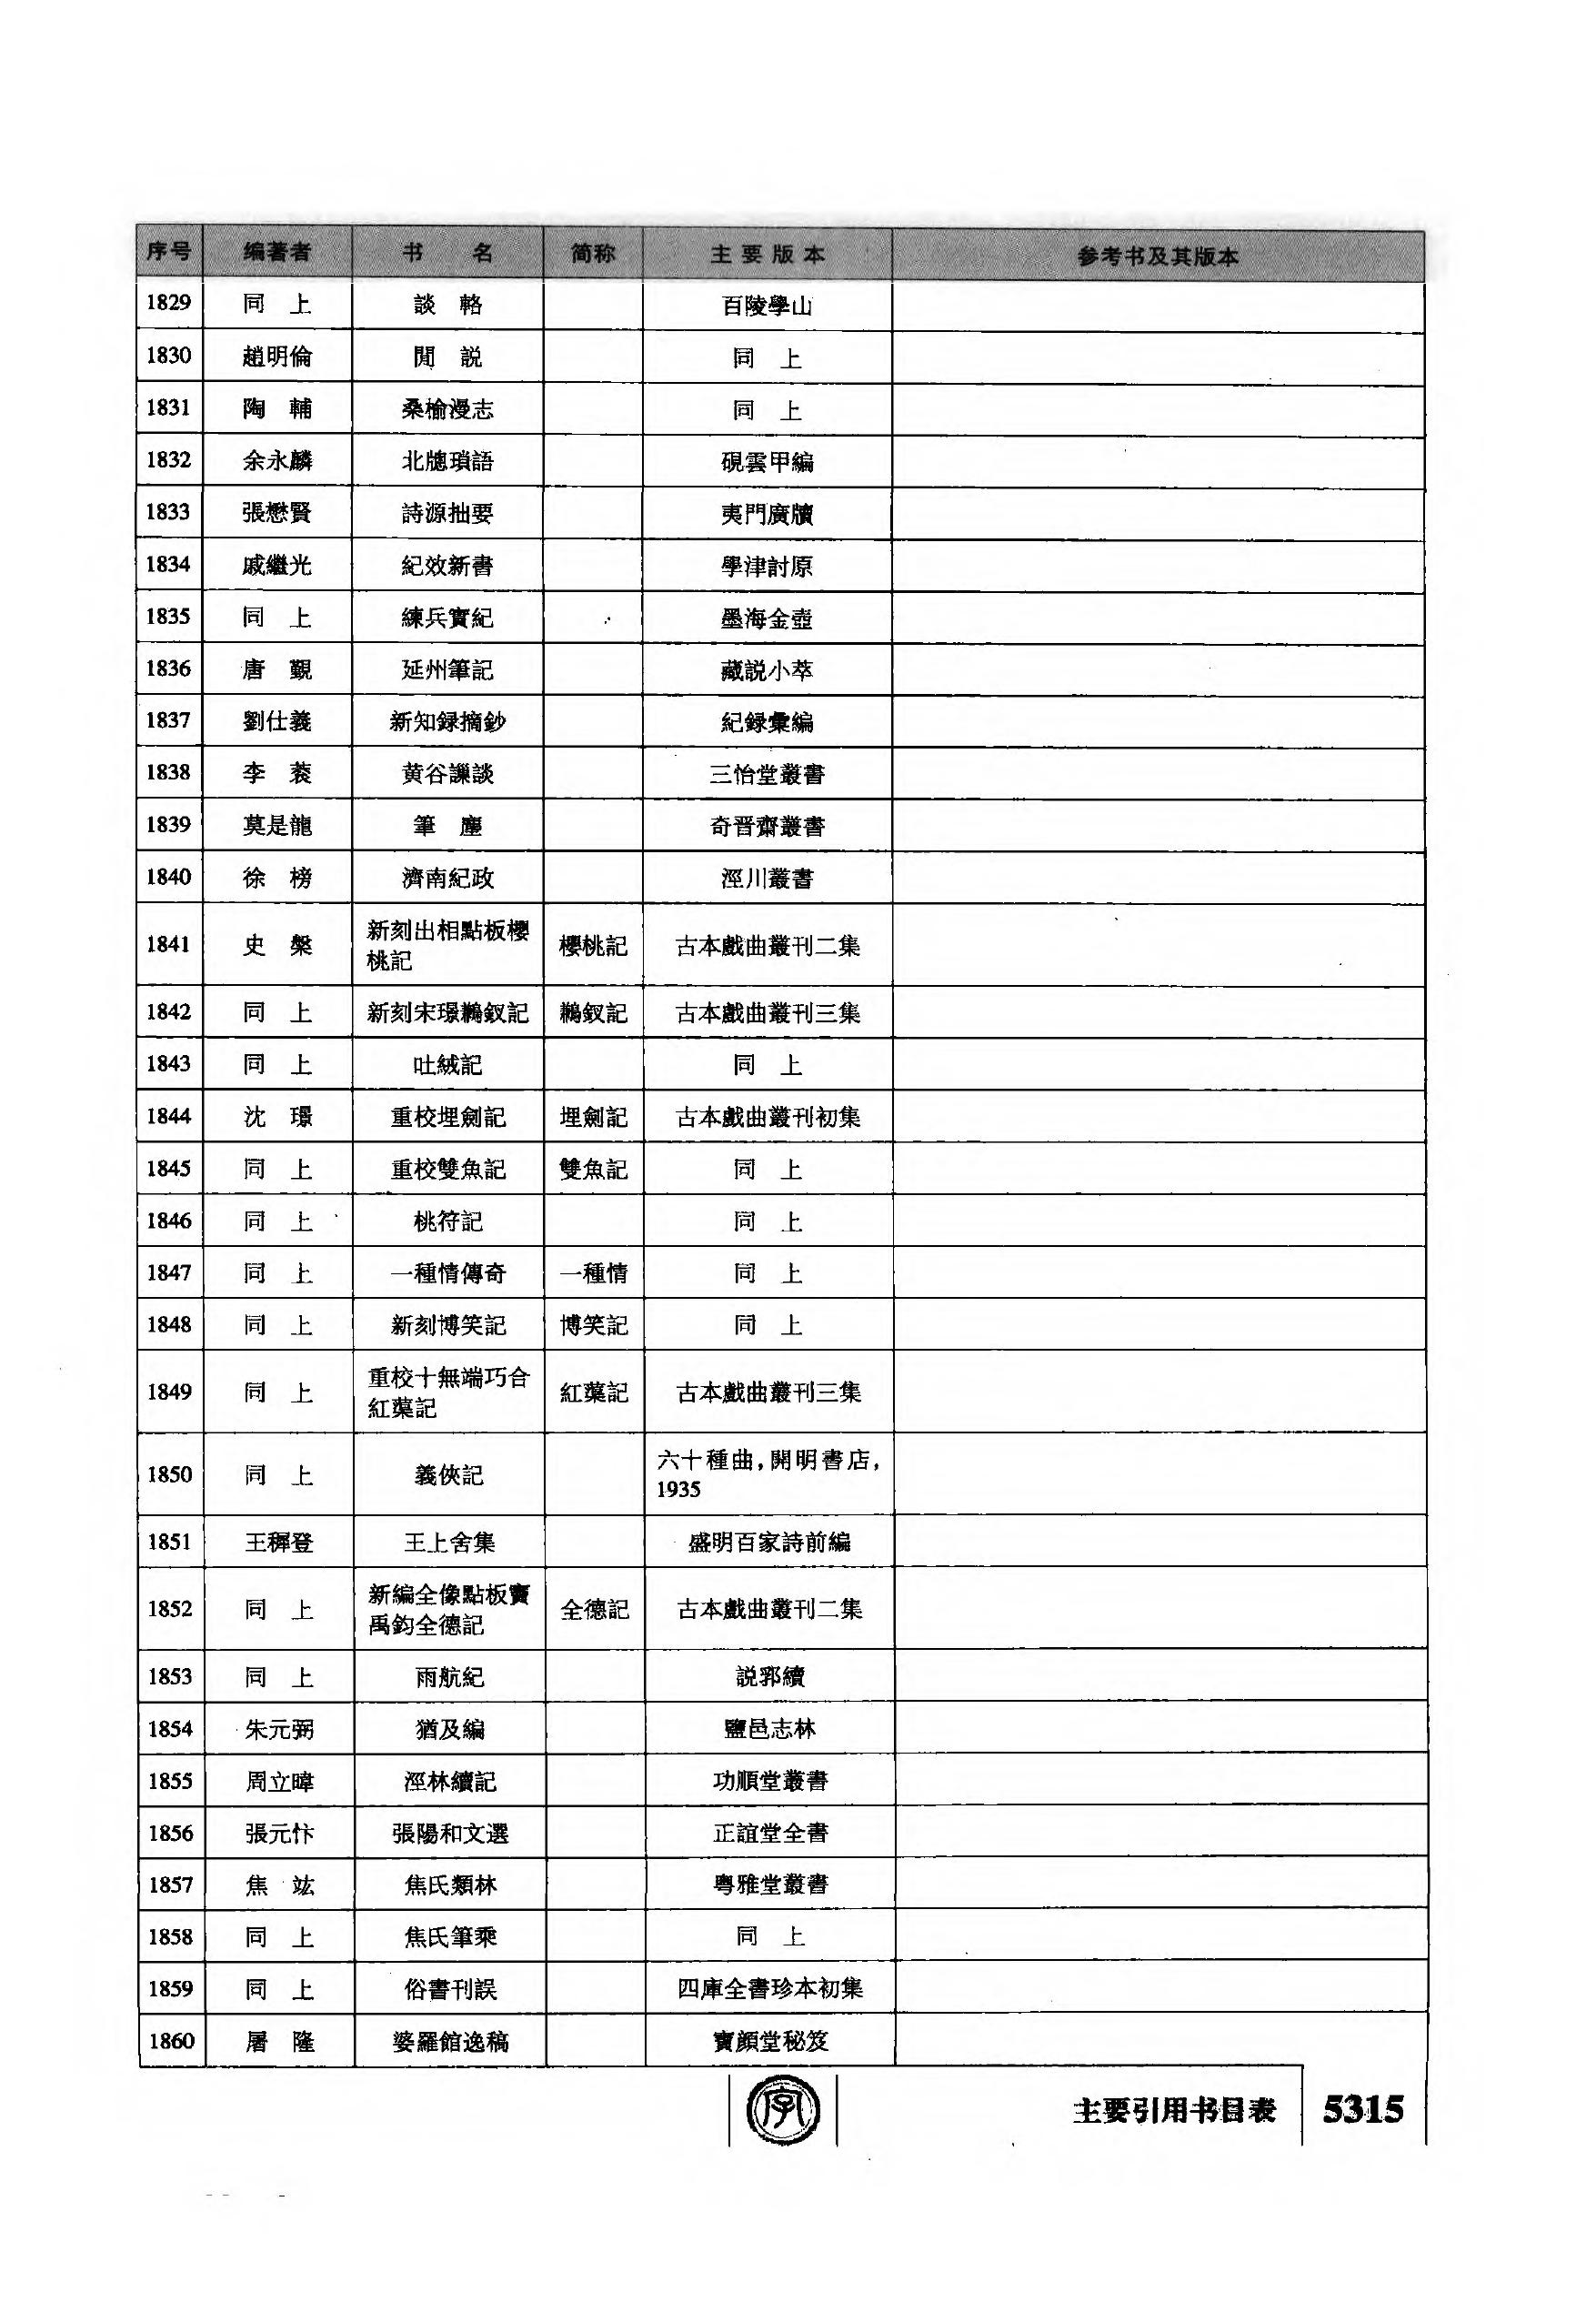 序号 编著者 书 名 简称 主要版本 参考书及其版本
1829 同 上 談 輅 百陵學山
1830 趙明倫 閒 説 同 上
1831 陶 輔 桑榆漫志 同 上
1832 余永麟 北牕瑣語 硯雲甲編
1833 張懋賢 詩源抽要 夷門廣牘
1834 戚繼光 紀效新書 學津討原
1835 同 上 練兵實紀 墨海金壺
1836 唐 覲 延州筆記 藏説小萃
1837 劉仕義 新知録摘鈔 紀録彙編
1838 李 蓘 黄谷譾談 三怡堂叢書
1839 莫是龍 筆 麈 奇晋齋叢書
1840 徐 榜 濟南紀政 涇川叢書
1841 史 槃 新刻出相點板櫻
桃記 櫻桃記 古本戲曲叢刊二集
1842 同 上 新刻宋璟鶼釵記 鶼釵記 古本戲曲叢刊三集
1843 同 上 吐絨記 同 上
1844 沈 璟 重校埋劍記 埋劍記 古本戲曲叢刊初集
1845 同 上 重校雙魚記 雙魚記 同 上
1846 同 上 桃符記 同 上
1847 同 上 一種情傳奇 一種情 同 上
1848 同 上 新刻博笑記 博笑記 同 上
1849 同 上 重校十無端巧合
紅蕖記 紅蕖記 古本戲曲叢刊三集
1850 同 上 義俠記 六十種曲，開明書店，
1935
1851 王穉登 王上舍集 盛明百家詩前編
1852 同 上 新編全像點板竇
禹鈞全德記 全德記 古本戲曲叢刊二集
1853 同 上 雨航紀 説郛續
1854 朱元弼 猶及編 鹽邑志林
1855 周立暐 涇林續記 功順堂叢書
1856 張元忭 張陽和文選 正誼堂全書
1857 焦 竑 焦氏類林 粤雅堂叢書
1858 同 上 焦氏筆乘 同 上
1859 同 上 俗書刊誤 四庫全書珍本初集
1860 屠 隆 婆羅館逸稿 寶顔堂秘笈
字
主要引用书目表 5315